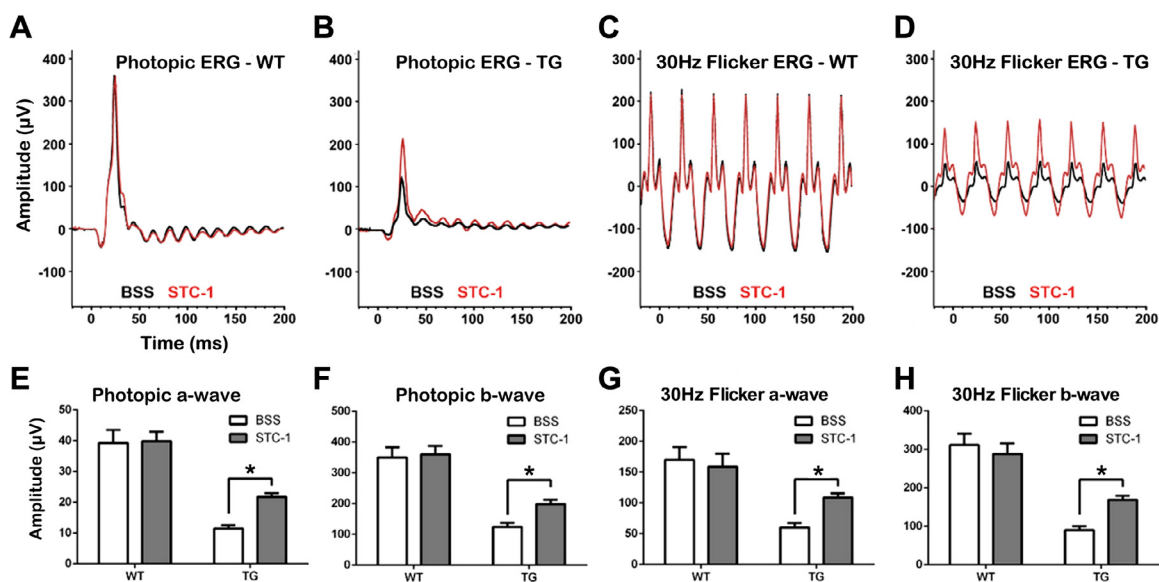 A
B
C
D
Photopic ERG - WT
Photopic ERG - TG
30Hz Flicker ERG - WT
30Hz Flicker ERG - TG
Amplitude (µV)
400
300
200
100
0
-100
BSS STC-1
0 50 100 150 200
Time (ms)
400
300
200
100
0
-100
BSS STC-1
0 50 100 150 200
300
200
100
0
-100
-200
BSS STC-1
0 50 100 150 200
300
200
100
0
-100
-200
BSS STC-1
0 50 100 150 200
E
F
G
H
Photopic a-wave
Photopic b-wave
30Hz Flicker a-wave
30Hz Flicker b-wave
Amplitude (µV)
50
40
30
20
10
0
BSS
STC-1
*
WT TG
500
400
350
300
200
100
0
BSS
STC-1
*
WT TG
250
200
150
100
50
0
BSS
STC-1
*
WT TG
400
300
200
100
0
BSS
STC-1
*
WT TG